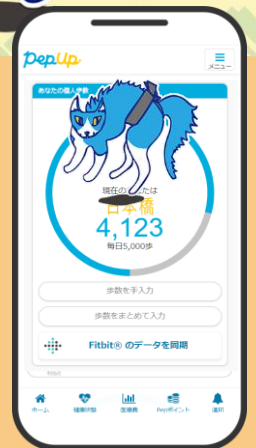 PepUp
メニュー
あなたの個人歩数
現在の
たは
日本橋
4,123
毎日5,000歩
歩数を手入力
歩数をまとめて入力
Fitbit® のデータを同期
ホーム
健康状態
医療費
Pepポイント
通知